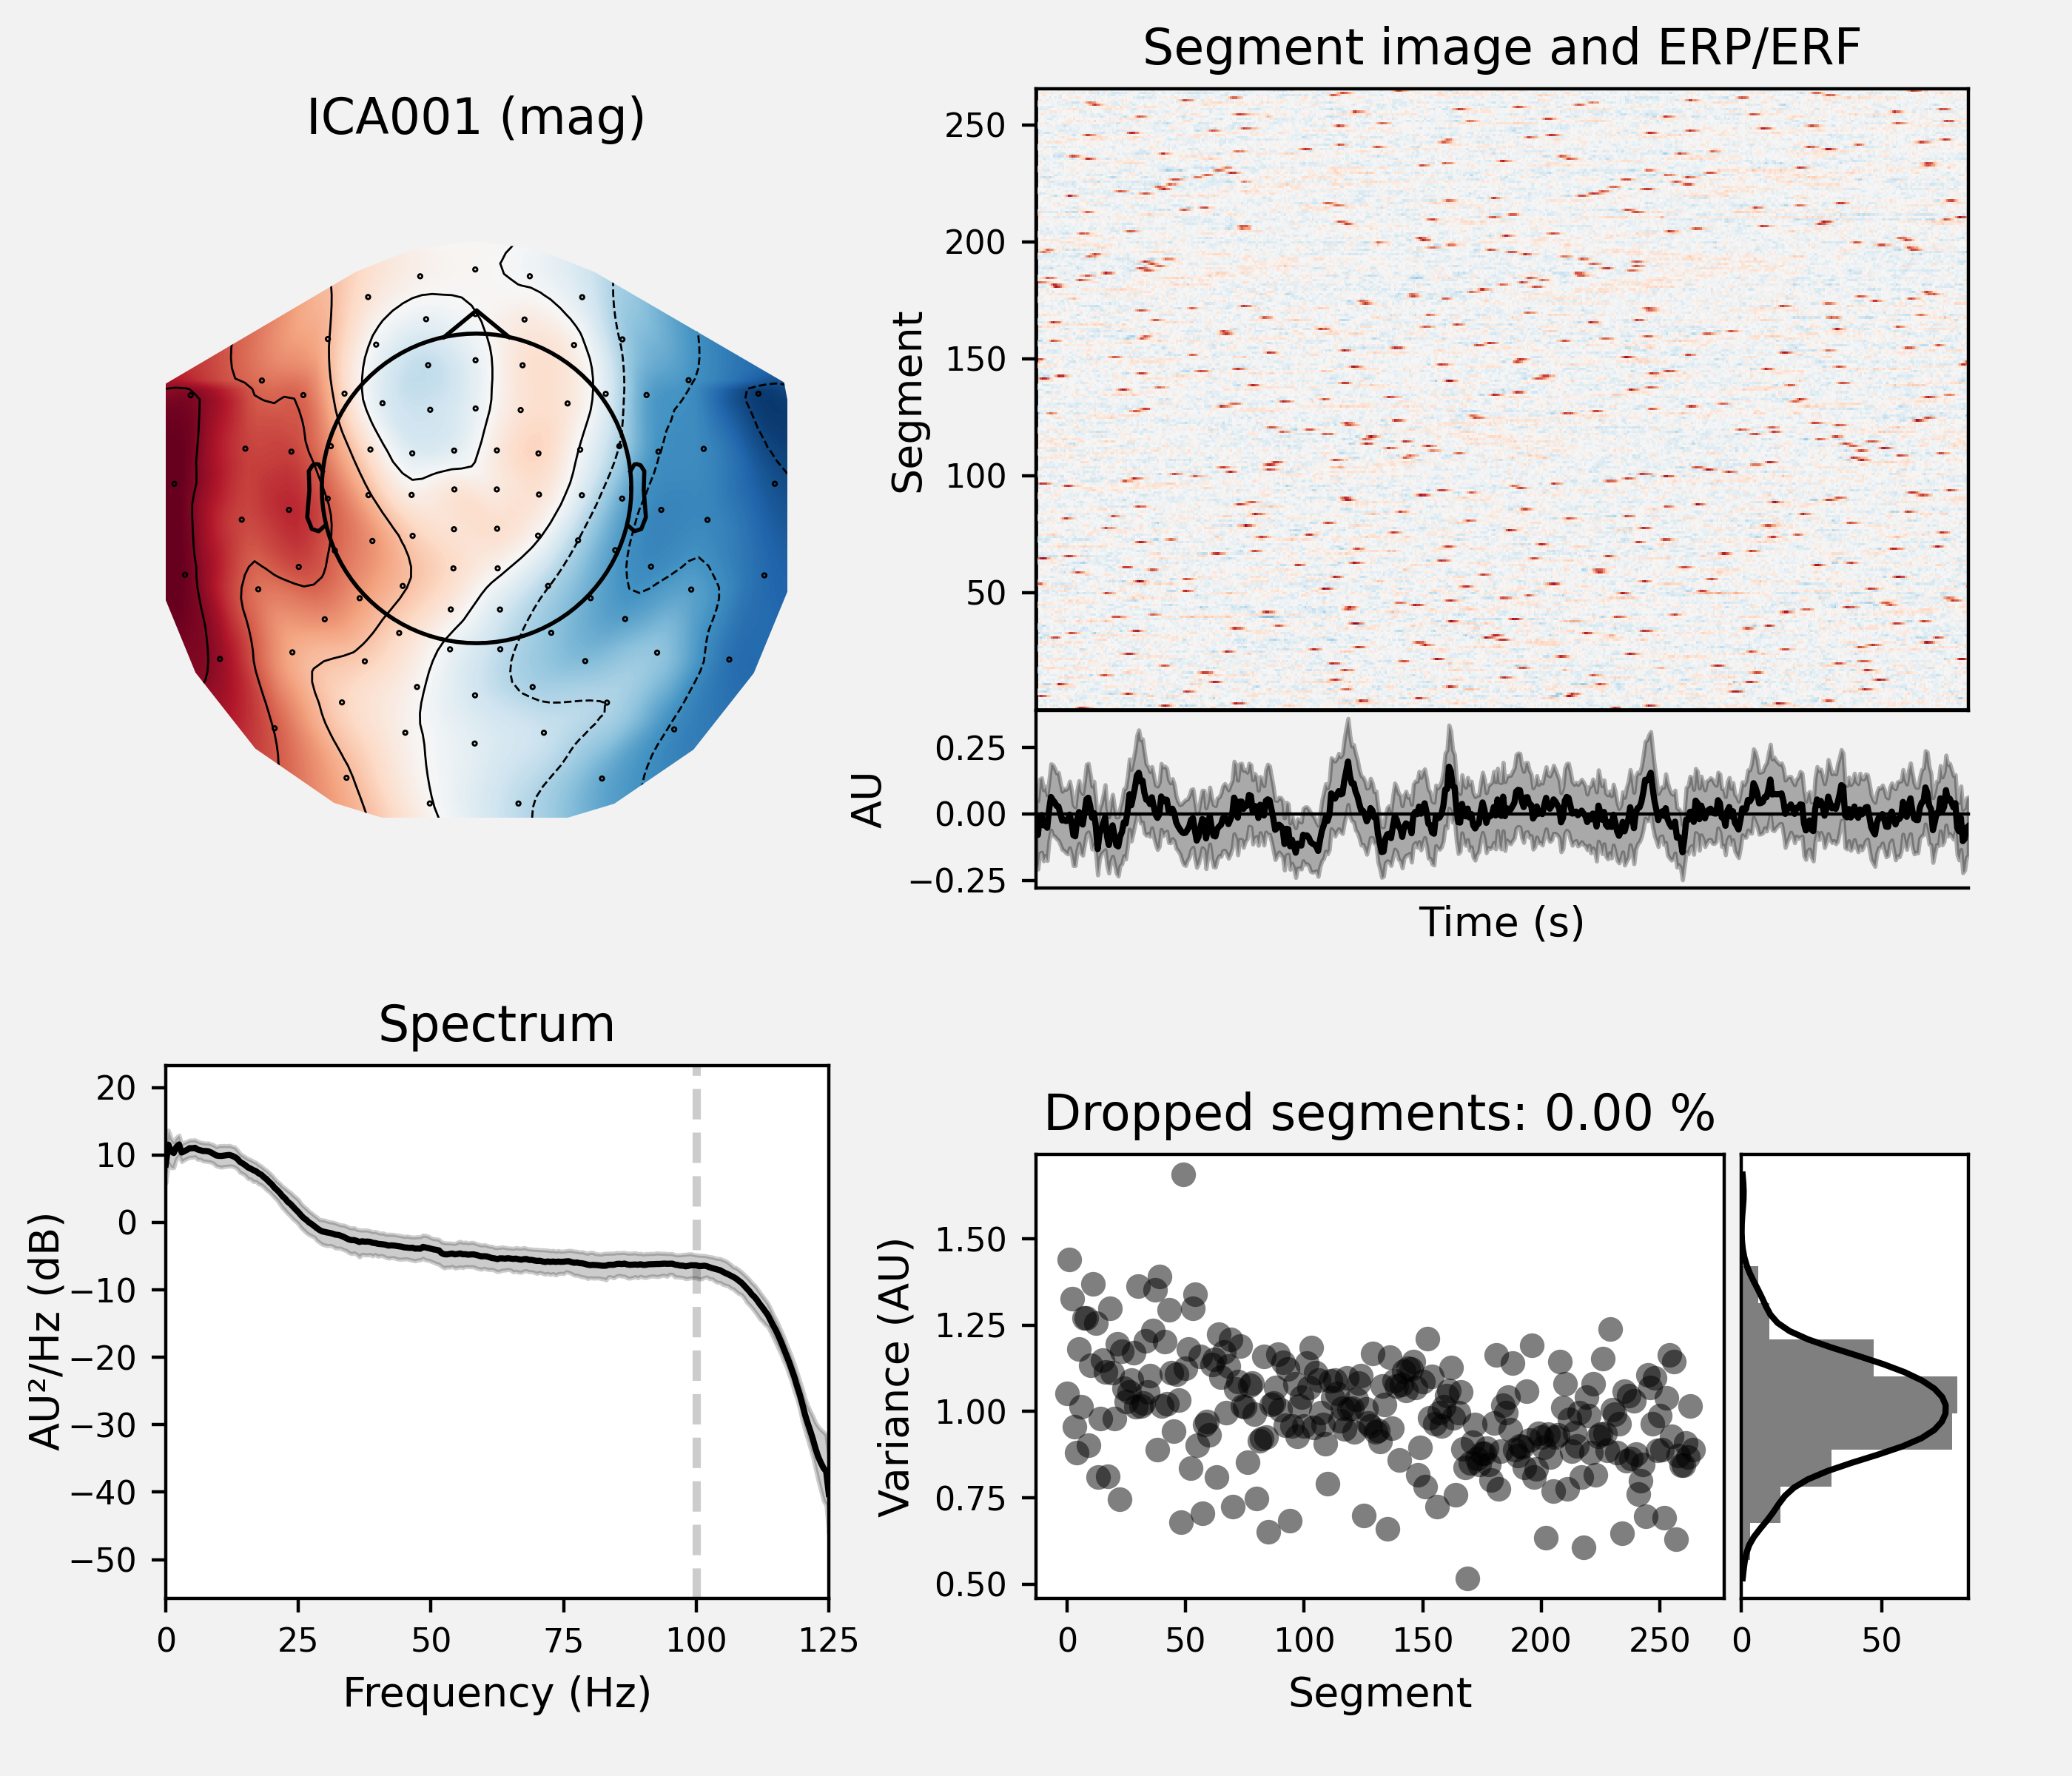 ICA001 (mag)
Segment image and ERP/ERF
Segment
250
200
150
100
50
AU
0.25
0.00
−0.25
Time (s)
Spectrum
AU²/Hz (dB)
20
10
0
−10
−20
−30
−40
−50
0 25 50 75 100 125
Frequency (Hz)
Dropped segments: 0.00 %
Variance (AU)
1.50
1.25
1.00
0.75
0.50
0 50 100 150 200 250
Segment
0 50